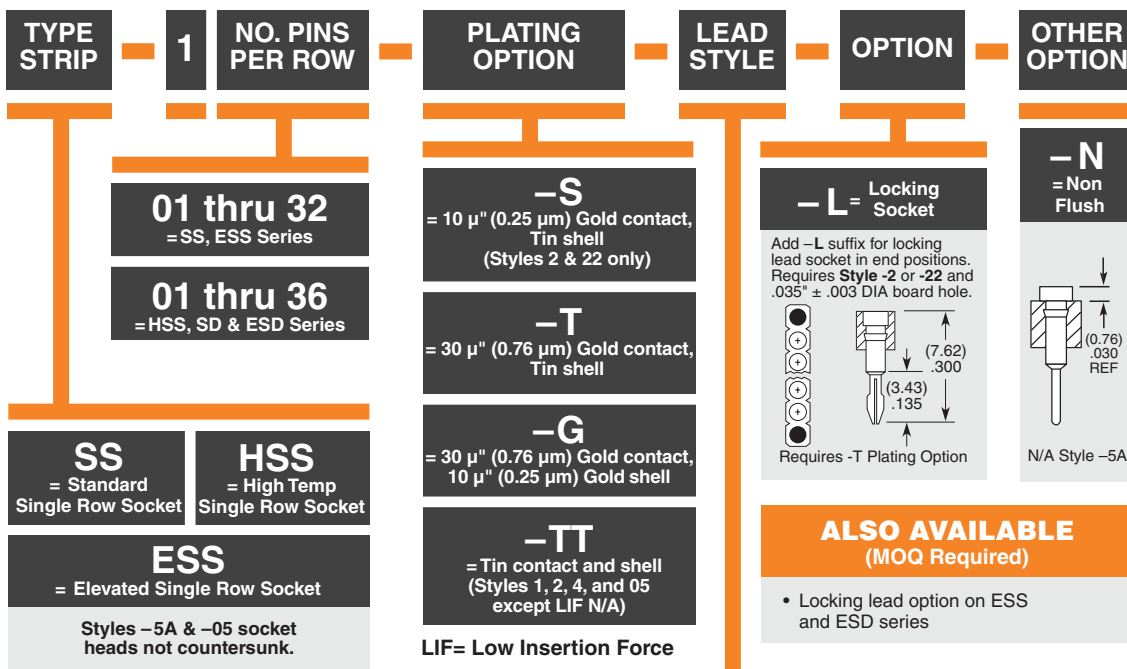 TYPE
STRIP
1
NO. PINS
PER ROW
PLATING
OPTION
LEAD
STYLE
OPTION
OTHER
OPTION
01 thru 32
=SS, ESS Series
01 thru 36
=HSS, SD & ESD Series
SS
= Standard
Single Row Socket
HSS
= High Temp
Single Row Socket
ESS
= Elevated Single Row Socket
Styles –5A & –05 socket
heads not countersunk.
–S
= 10 µ" (0.25 µm) Gold contact,
Tin shell
(Styles 2 & 22 only)
–T
= 30 µ" (0.76 µm) Gold contact,
Tin shell
–G
= 30 µ" (0.76 µm) Gold contact,
10 µ" (0.25 µm) Gold shell
–TT
= Tin contact and shell
(Styles 1, 2, 4, and 05
except LIF N/A)
LIF= Low Insertion Force
– L= Locking
Socket
Add –L suffix for locking
lead socket in end positions.
Requires Style -2 or -22 and
.035" ± .003 DIA board hole.
(7.62)
.300
(3.43)
.135
Requires -T Plating Option
– N
= Non
Flush
(0.76)
.030
REF
N/A Style –5A
ALSO AVAILABLE
(MOQ Required)
• Locking lead option on ESS
and ESD series